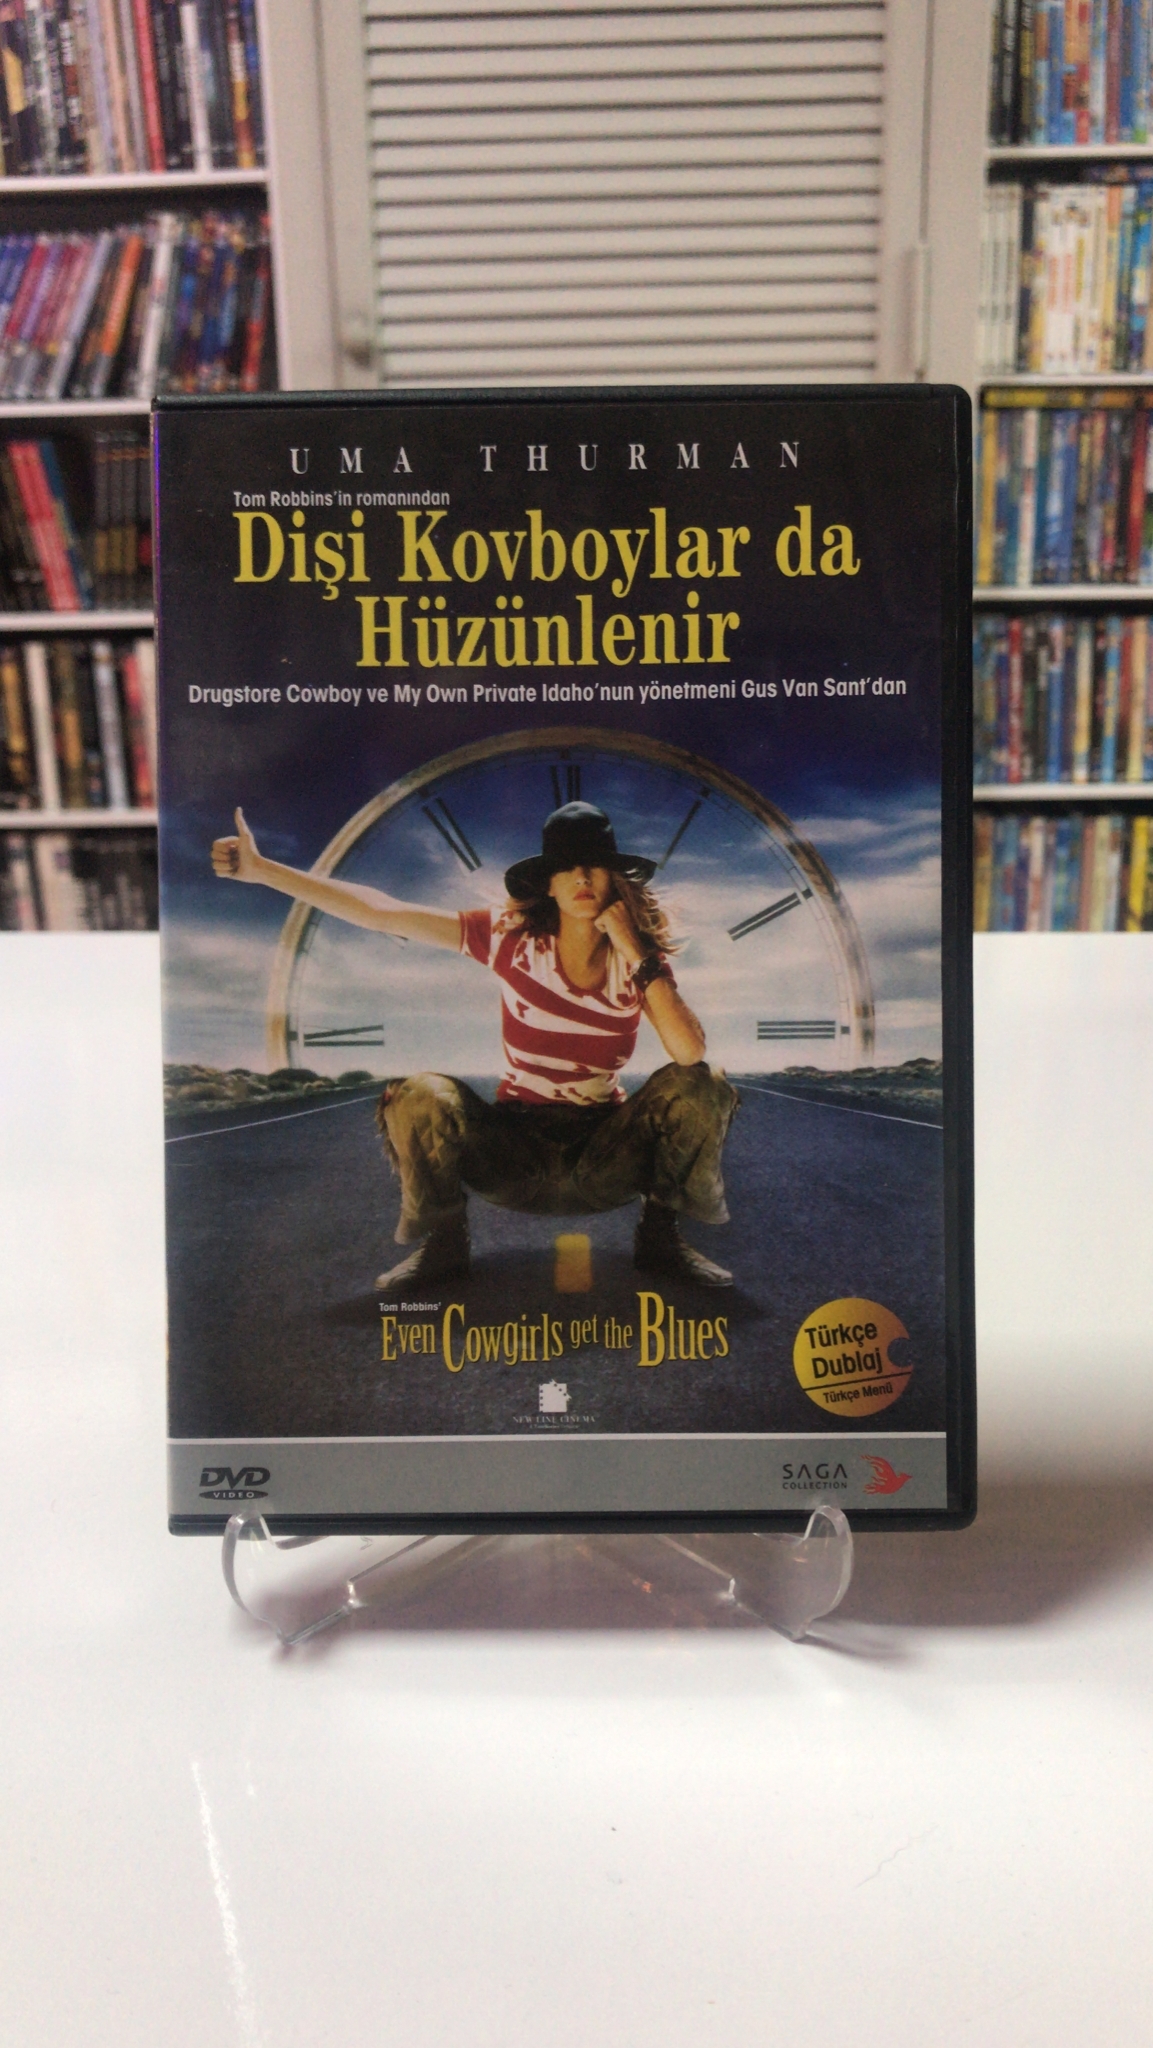 UMA THURMAN
Tom Robbins'in romanından
Dişi Kovboylar da
Hüzünlenir
Drugstore Cowboy ve My Own Private Idaho'nun yönetmeni Gus Van Sant'dan
Tom Robbins'
Even Cowgirls get the Blues
Türkçe
Dublaj
Türkçe Menü
NEW LINE CINEMA
DVD
VIDEO
SAGA
COLLECTION